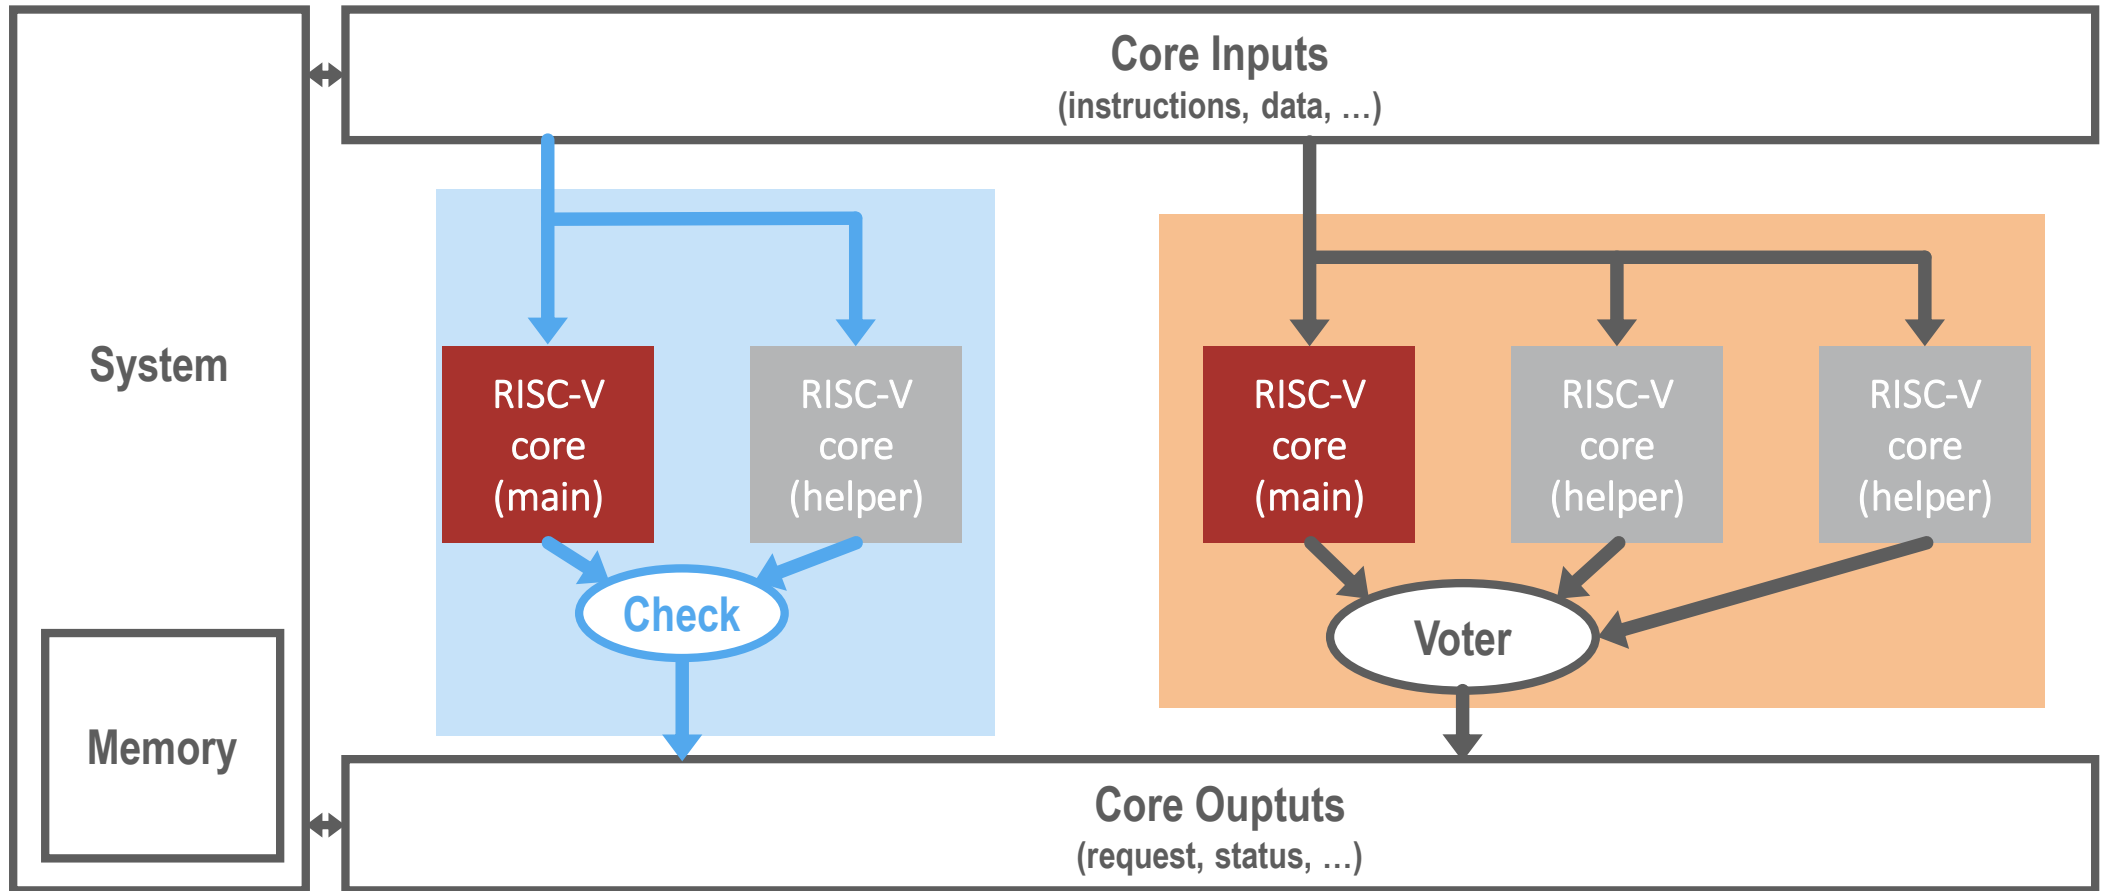 Core Inputs
(instructions, data, …)
System
RISC-V
core
(main)
RISC-V
core
(helper)
RISC-V
core
(main)
RISC-V
core
(helper)
RISC-V
core
(helper)
Check
Voter
Memory
Core Ouptuts
(request, status, …)